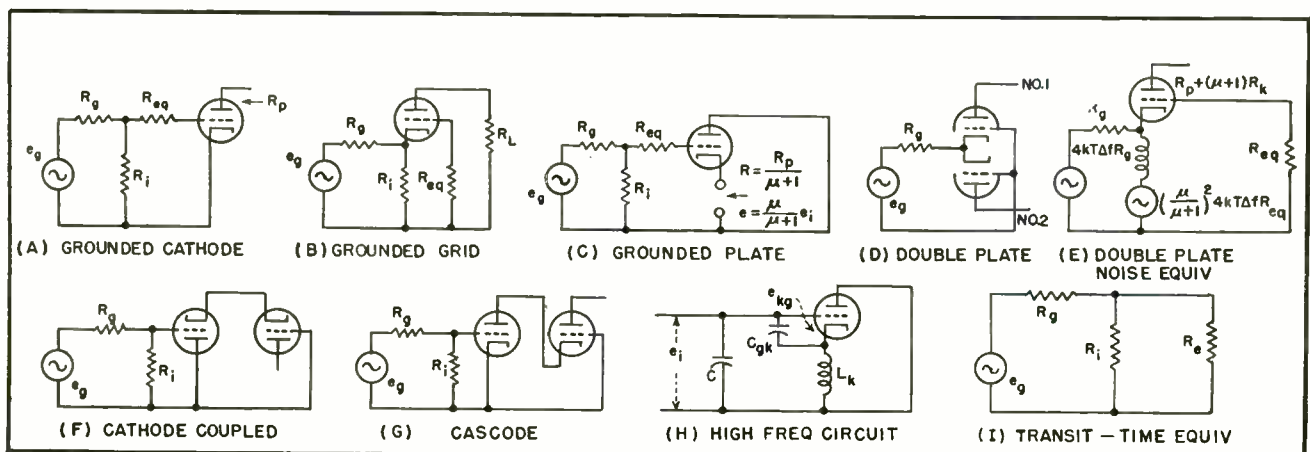 R_g
R_eq
R_p
e_g
R_i
(A) GROUNDED CATHODE
R_g
e_g
R_i
R_eq
R_L
(B) GROUNDED GRID
R_g
R_eq
e_g
R_i
R = R_p / μ+1
e = μ / μ+1 e_i
(C) GROUNDED PLATE
NO.1
R_g
e_g
NO.2
(D) DOUBLE PLATE
R_p+(μ+1)R_k
R_g
4kTΔfR_g
R_eq
(μ / μ+1)² 4kTΔfR_eq
(E) DOUBLE PLATE
NOISE EQUIV
R_g
R_i
e_g
(F) CATHODE COUPLED
R_g
R_i
e_g
(G) CASCODE
e_kg
e_i
C
C_gk
L_k
(H) HIGH FREQ CIRCUIT
R_g
R_i
R_e
e_g
(I) TRANSIT – TIME EQUIV